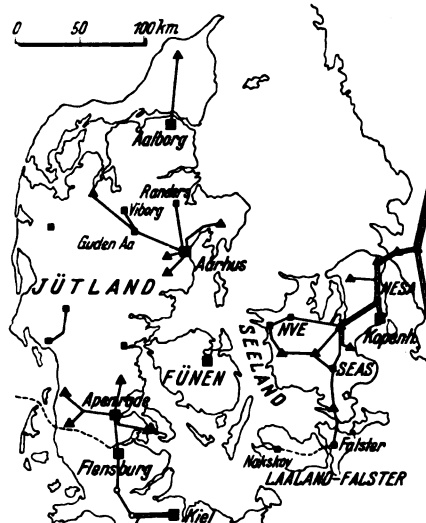 0 50 100 km.
Aalborg
Randers
Viborg
Guden Aa
Aarhus
JÜTLAND
NESA
NVE
Kopenh.
SEELAND
SEAS
FÜNEN
Apenrade
Falster
Nakskov
Flensburg
LAALAND-FALSTER
Kiel